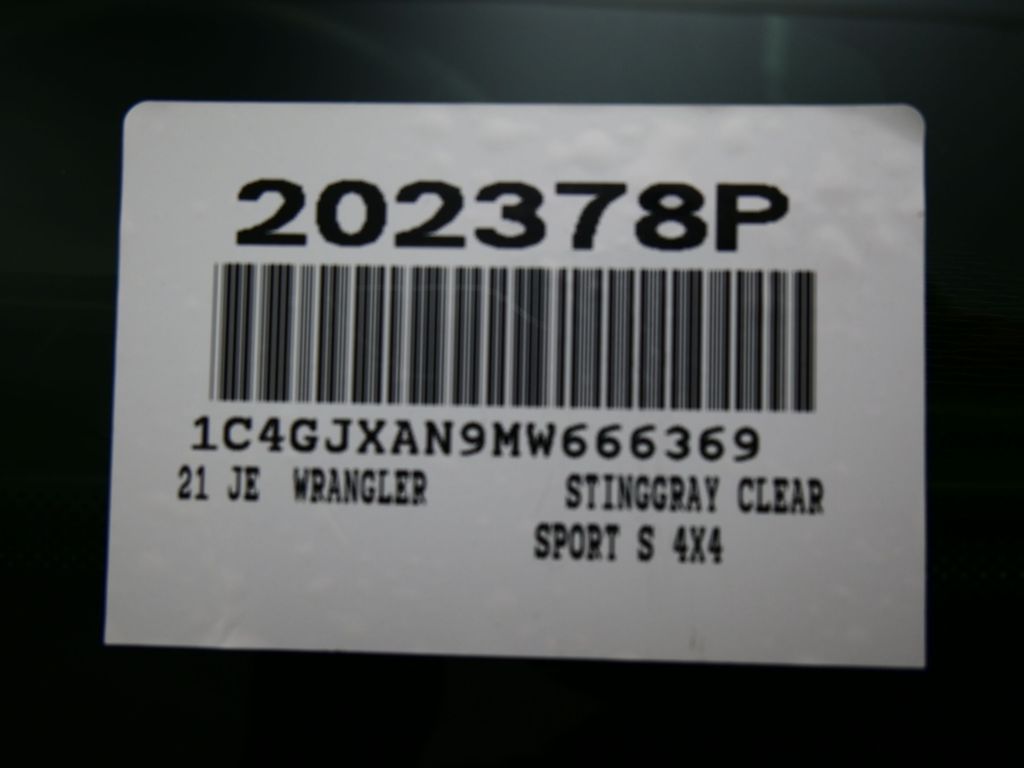 202378P
1C4GJXAN9MW666369
21 JE WRANGLER STINGGRAY CLEAR
SPORT S 4X4